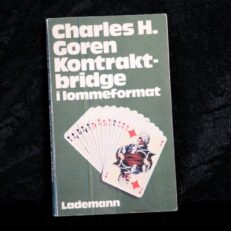 Charles H.
Goren
Kontrakt-
bridge
i lommeformat
Lademann